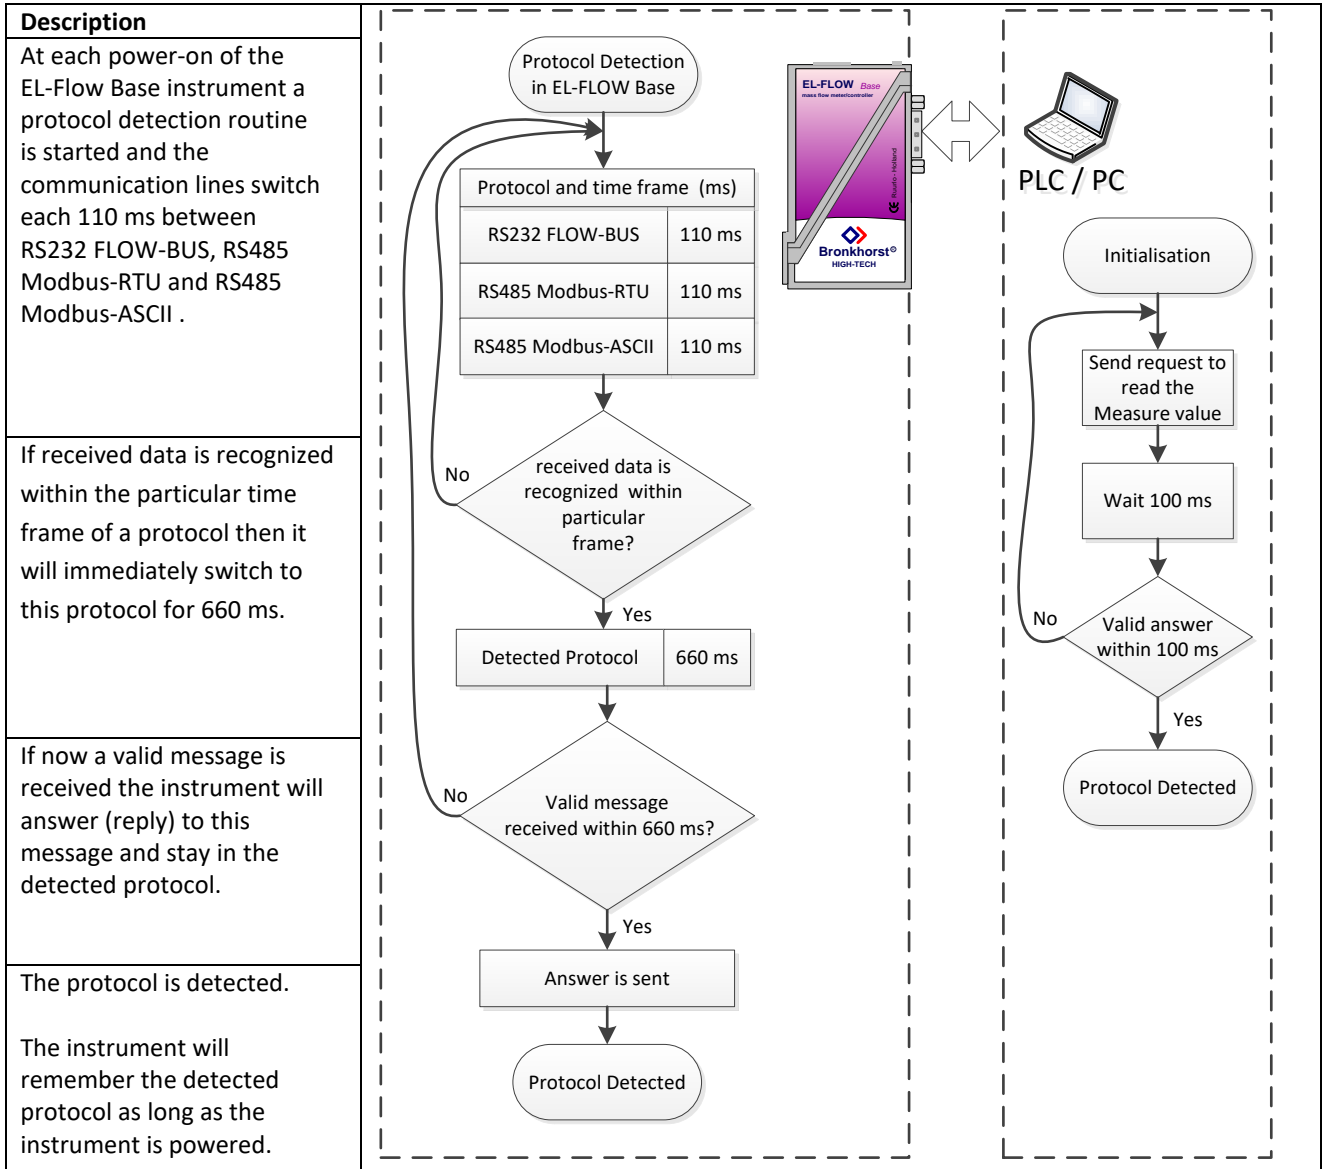 Description
At each power-on of the
EL-Flow Base instrument a
protocol detection routine
is started and the
communication lines switch
each 110 ms between
RS232 FLOW-BUS, RS485
Modbus-RTU and RS485
Modbus-ASCII .
If received data is recognized
within the particular time
frame of a protocol then it
will immediately switch to
this protocol for 660 ms.
If now a valid message is
received the instrument will
answer (reply) to this
message and stay in the
detected protocol.
The protocol is detected.
The instrument will
remember the detected
protocol as long as the
instrument is powered.
Protocol Detection
in EL-FLOW Base
Protocol and time frame (ms)
RS232 FLOW-BUS 110 ms
RS485 Modbus-RTU 110 ms
RS485 Modbus-ASCII 110 ms
No
received data is
recognized within
particular
frame?
Yes
Detected Protocol 660 ms
No
Valid message
received within 660 ms?
Yes
Answer is sent
Protocol Detected
EL-FLOW Base
mass flow meter/controller
CE Ruurlo - Holland
Bronkhorst®
HIGH-TECH
PLC / PC
Initialisation
Send request to
read the
Measure value
Wait 100 ms
No
Valid answer
within 100 ms
Yes
Protocol Detected